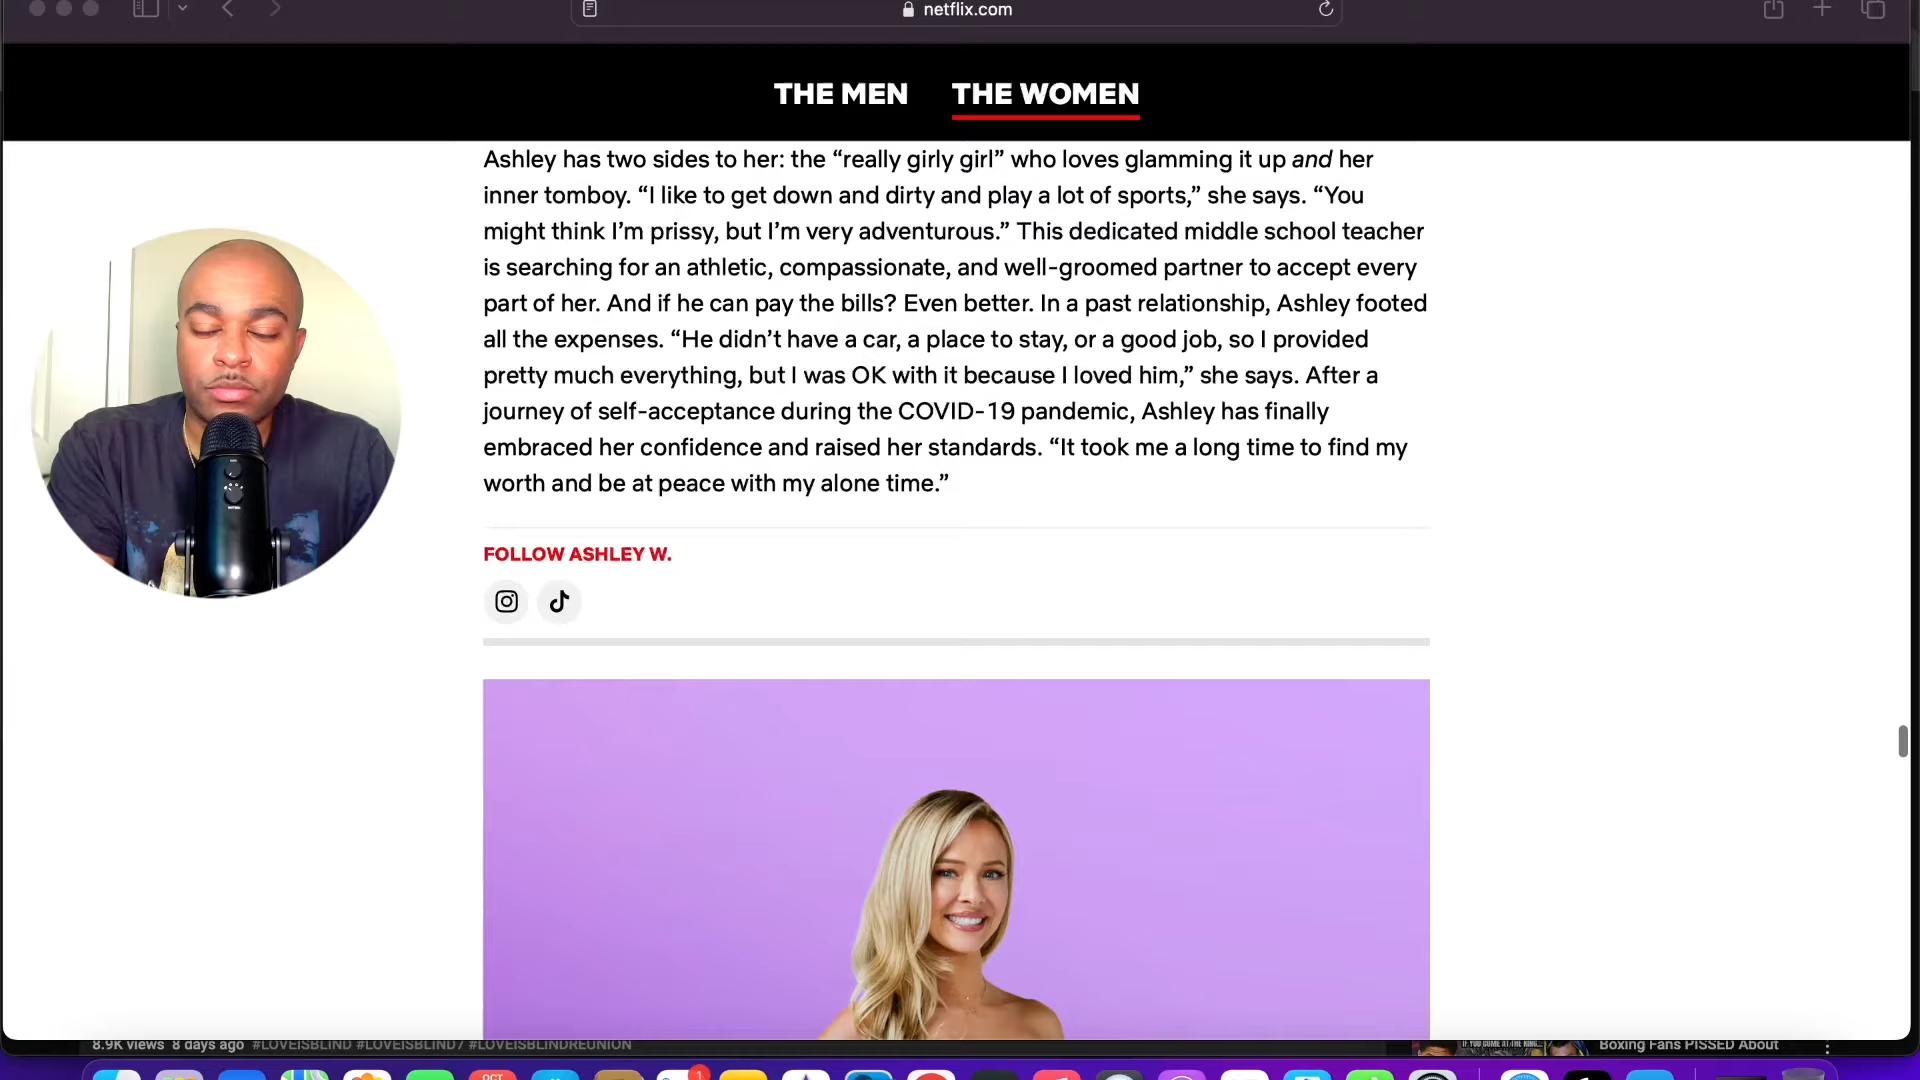 netflix.com
THE MEN THE WOMEN
Ashley has two sides to her: the “really girly girl” who loves glamming it up and her
inner tomboy. “I like to get down and dirty and play a lot of sports,” she says. “You
might think I’m prissy, but I’m very adventurous.” This dedicated middle school teacher
is searching for an athletic, compassionate, and well-groomed partner to accept every
part of her. And if he can pay the bills? Even better. In a past relationship, Ashley footed
all the expenses. “He didn’t have a car, a place to stay, or a good job, so I provided
pretty much everything, but I was OK with it because I loved him,” she says. After a
journey of self-acceptance during the COVID-19 pandemic, Ashley has finally
embraced her confidence and raised her standards. “It took me a long time to find my
worth and be at peace with my alone time.”
FOLLOW ASHLEY W.
8.9K views 8 days ago #LOVEISBLIND #LOVEISBLIND7 #LOVEISBLINDREUNION
IF YOU COME AT THE KING...
Boxing Fans PISSED About
OCT
1